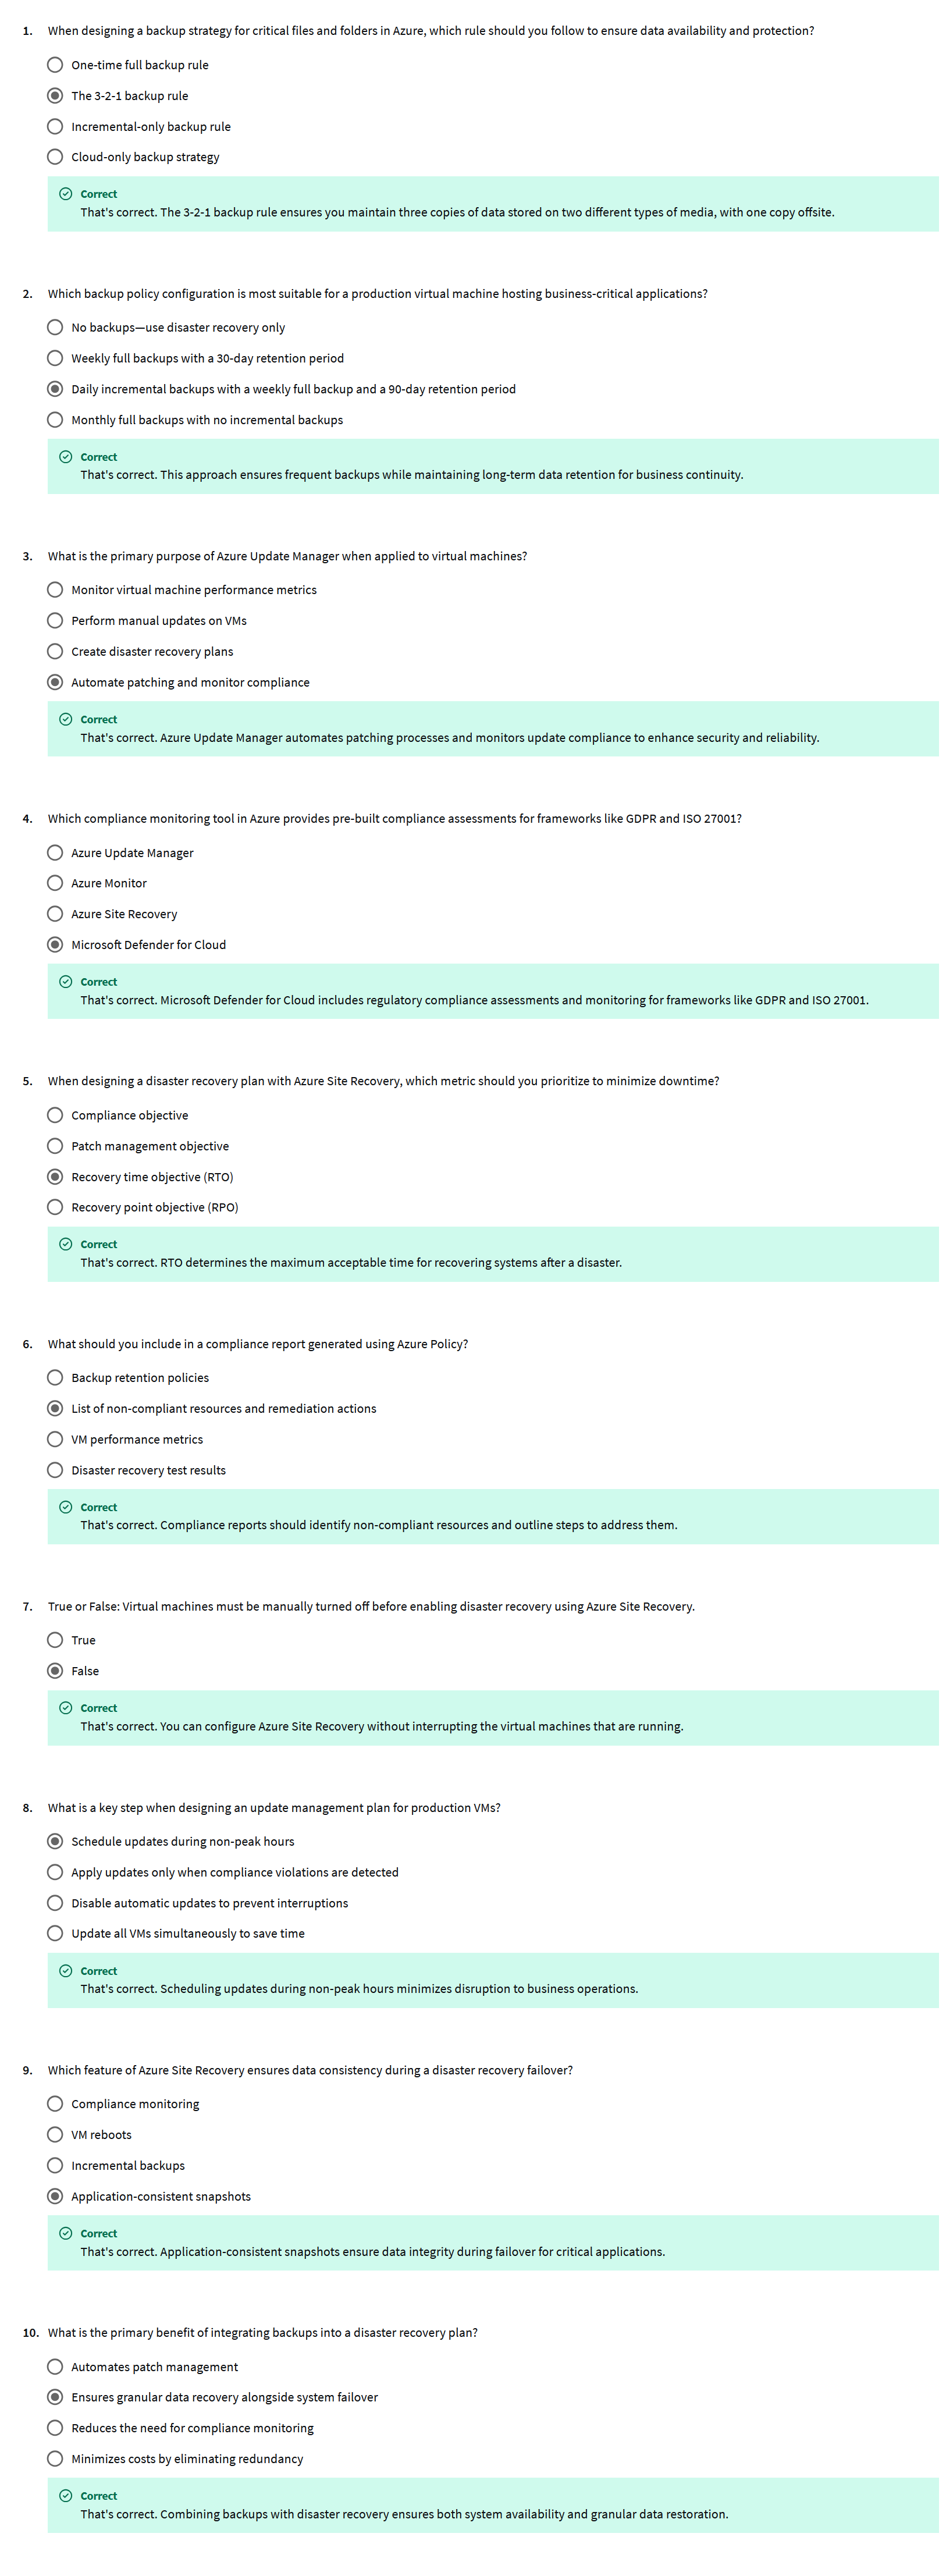 1. When designing a backup strategy for critical files and folders in Azure, which rule should you follow to ensure data availability and protection?
One-time full backup rule
The 3-2-1 backup rule
Incremental-only backup rule
Cloud-only backup strategy
Correct
That's correct. The 3-2-1 backup rule ensures you maintain three copies of data stored on two different types of media, with one copy offsite.
2. Which backup policy configuration is most suitable for a production virtual machine hosting business-critical applications?
No backups—use disaster recovery only
Weekly full backups with a 30-day retention period
Daily incremental backups with a weekly full backup and a 90-day retention period
Monthly full backups with no incremental backups
Correct
That's correct. This approach ensures frequent backups while maintaining long-term data retention for business continuity.
3. What is the primary purpose of Azure Update Manager when applied to virtual machines?
Monitor virtual machine performance metrics
Perform manual updates on VMs
Create disaster recovery plans
Automate patching and monitor compliance
Correct
That's correct. Azure Update Manager automates patching processes and monitors update compliance to enhance security and reliability.
4. Which compliance monitoring tool in Azure provides pre-built compliance assessments for frameworks like GDPR and ISO 27001?
Azure Update Manager
Azure Monitor
Azure Site Recovery
Microsoft Defender for Cloud
Correct
That's correct. Microsoft Defender for Cloud includes regulatory compliance assessments and monitoring for frameworks like GDPR and ISO 27001.
5. When designing a disaster recovery plan with Azure Site Recovery, which metric should you prioritize to minimize downtime?
Compliance objective
Patch management objective
Recovery time objective (RTO)
Recovery point objective (RPO)
Correct
That's correct. RTO determines the maximum acceptable time for recovering systems after a disaster.
6. What should you include in a compliance report generated using Azure Policy?
Backup retention policies
List of non-compliant resources and remediation actions
VM performance metrics
Disaster recovery test results
Correct
That's correct. Compliance reports should identify non-compliant resources and outline steps to address them.
7. True or False: Virtual machines must be manually turned off before enabling disaster recovery using Azure Site Recovery.
True
False
Correct
That's correct. You can configure Azure Site Recovery without interrupting the virtual machines that are running.
8. What is a key step when designing an update management plan for production VMs?
Schedule updates during non-peak hours
Apply updates only when compliance violations are detected
Disable automatic updates to prevent interruptions
Update all VMs simultaneously to save time
Correct
That's correct. Scheduling updates during non-peak hours minimizes disruption to business operations.
9. Which feature of Azure Site Recovery ensures data consistency during a disaster recovery failover?
Compliance monitoring
VM reboots
Incremental backups
Application-consistent snapshots
Correct
That's correct. Application-consistent snapshots ensure data integrity during failover for critical applications.
10. What is the primary benefit of integrating backups into a disaster recovery plan?
Automates patch management
Ensures granular data recovery alongside system failover
Reduces the need for compliance monitoring
Minimizes costs by eliminating redundancy
Correct
That's correct. Combining backups with disaster recovery ensures both system availability and granular data restoration.